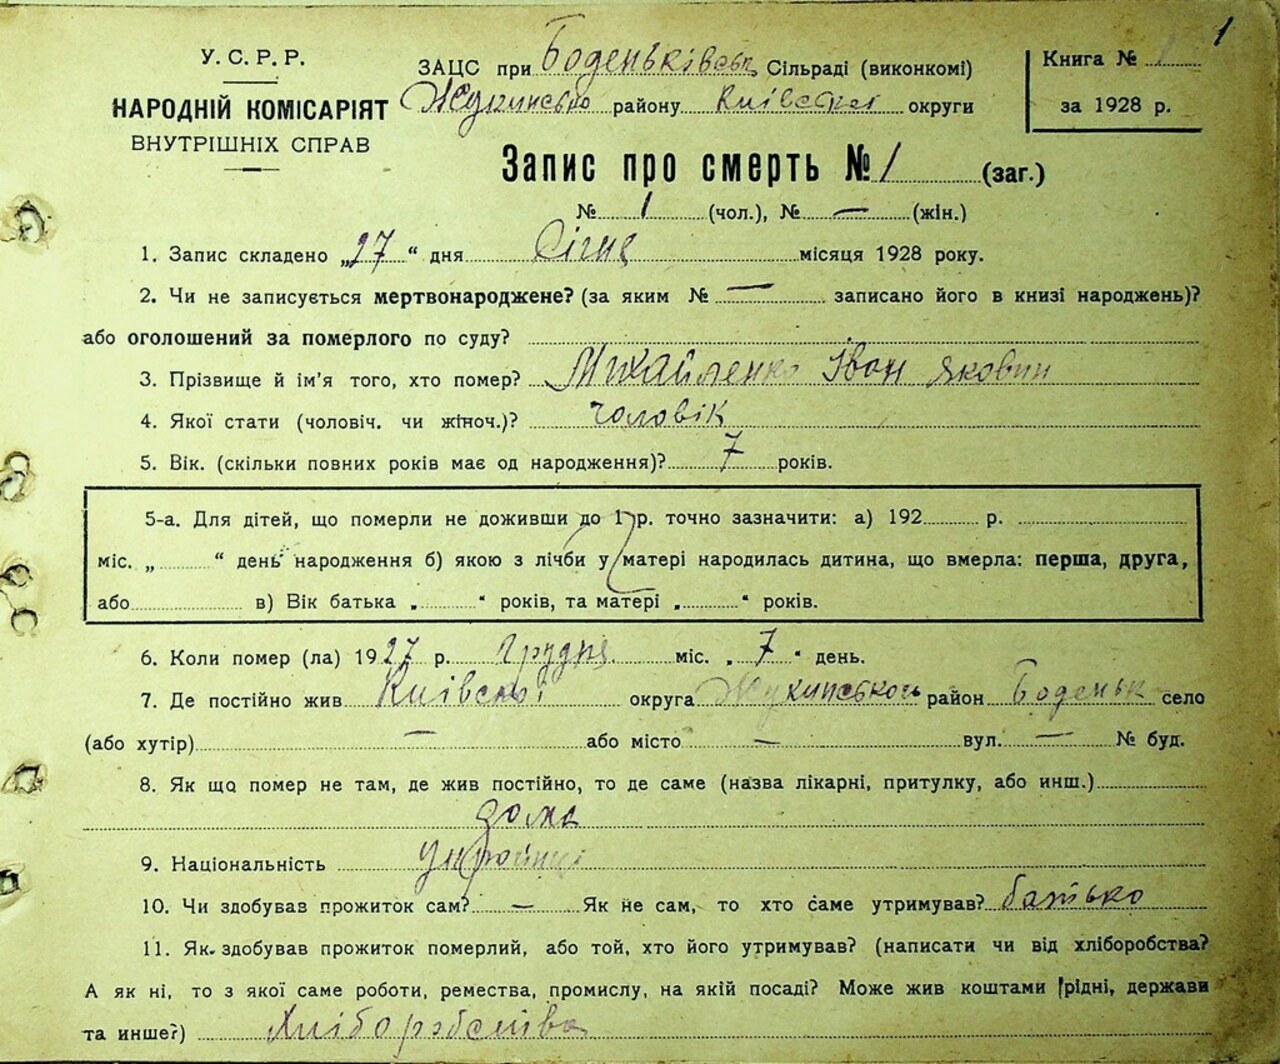 1
У. С. Р. Р.
НАРОДНІЙ КОМІСАРІЯТ
ВНУТРІШНІХ СПРАВ
ЗАЦС при Боденьківськ Сільраді (виконкомі)
Жукинсько району Київської округи
Книга № 1
за 1928 р.
Запис про смерть № 1 (заг.)
№ 1 (чол.), № — (жін.)
1. Запис складено „27“ дня Січня місяця 1928 року.
2. Чи не записується мертвонароджене? (за яким № — записано його в книзі народжень)?
або оголошений за померлого по суду?
3. Прізвище й ім'я того, хто помер? Михайленко Іван Якович
4. Якої стати (чоловіч. чи жіноч.)? чоловік
5. Вік. (скільки повних років має од народження)? 7 років.
5-а. Для дітей, що померли не доживши до 1 р. точно зазначити: а) 192 р.
міс. „ “ день народження б) якою з лічби у матері народилась дитина, що вмерла: перша, друга,
або в) Вік батька „ “ років, та матері „ “ років.
6. Коли помер (ла) 1927 р. Грудня міс. „7“ день.
7. Де постійно жив Київської округа Жукинського район Боденьк село
(або хутір) — або місто — вул. — № буд.
8. Як що помер не там, де жив постійно, то де саме (назва лікарні, притулку, або инш.)
дома
9. Національність Українці
10. Чи здобував прожиток сам? — Як не сам, то хто саме утримував? батько
11. Як здобував прожиток померлий, або той, хто його утримував? (написати чи від хліборобства?
А як ні, то з якої саме роботи, ремества, промислу, на якій посаді? Може жив коштами рідні, держави
та инше?) Хліборобства